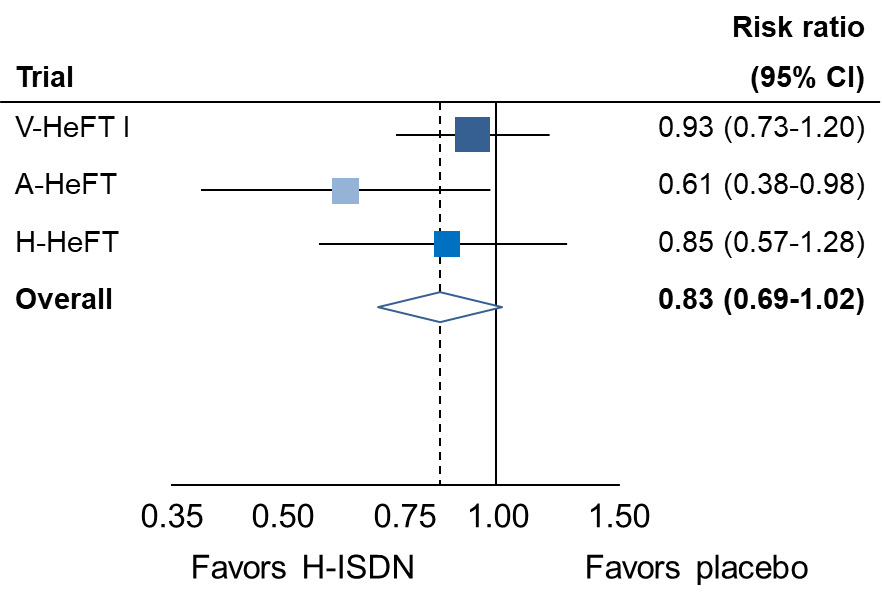 Risk ratio
Trial (95% CI)
V-HeFT I 0.93 (0.73-1.20)
A-HeFT 0.61 (0.38-0.98)
H-HeFT 0.85 (0.57-1.28)
Overall 0.83 (0.69-1.02)
0.35 0.50 0.75 1.00 1.50
Favors H-ISDN Favors placebo